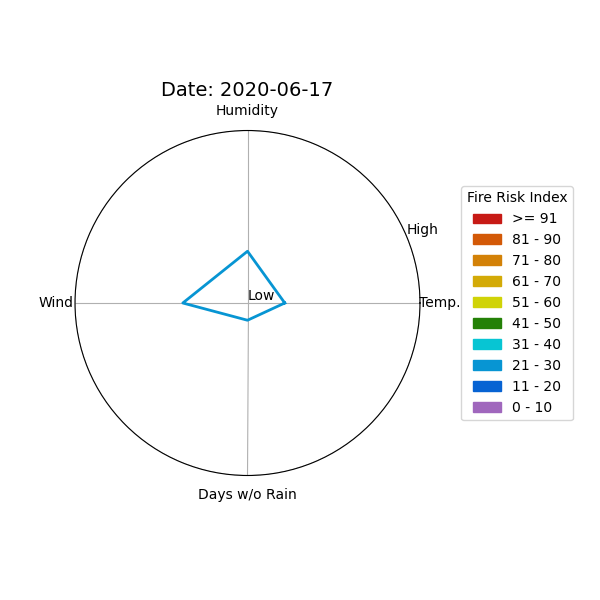 Date: 2020-06-17
Humidity
High
Low
Wind
Temp.
Days w/o Rain
Fire Risk Index
>= 91
81 - 90
71 - 80
61 - 70
51 - 60
41 - 50
31 - 40
21 - 30
11 - 20
0 - 10